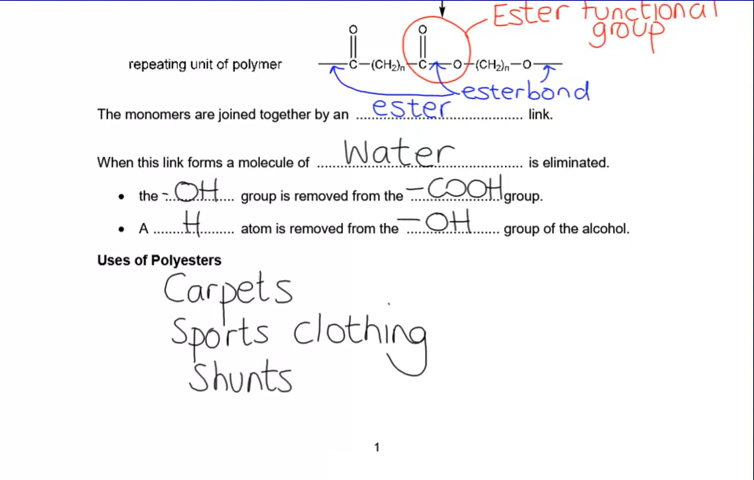 Ester functional
group
O O
repeating unit of polymer —C—(CH₂)ₙ—C—O—(CH₂)ₙ—O—
esterbond
The monomers are joined together by an ...ester... link.
When this link forms a molecule of ...Water... is eliminated.
• the -OH... group is removed from the -COOH group.
• A ...H... atom is removed from the -OH... group of the alcohol.
Uses of Polyesters
Carpets
Sports clothing
Shunts
1